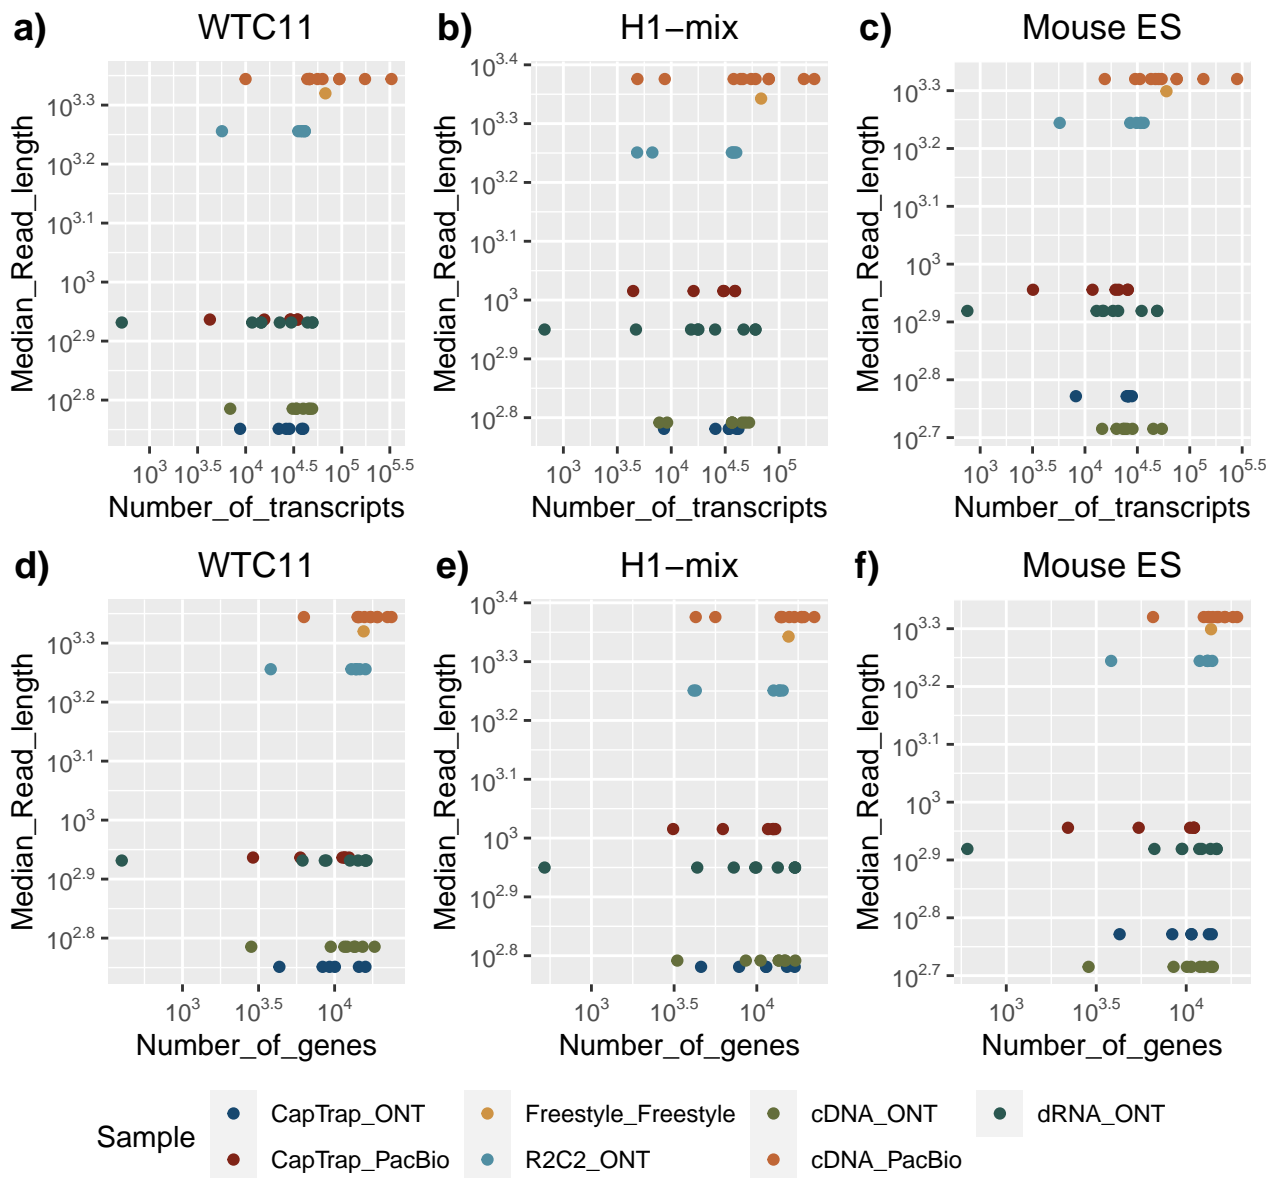 a) WTC11
b) H1−mix
c) Mouse ES
Median_Read_length
10^3.3
10^3.2
10^3.1
10^3
10^2.9
10^2.8
10^3 10^3.5 10^4 10^4.5 10^5 10^5.5
Number_of_transcripts
Median_Read_length
10^3.4
10^3.3
10^3.2
10^3.1
10^3
10^2.9
10^2.8
10^3 10^3.5 10^4 10^4.5 10^5
Number_of_transcripts
Median_Read_length
10^3.3
10^3.2
10^3.1
10^3
10^2.9
10^2.8
10^2.7
10^3 10^3.5 10^4 10^4.5 10^5 10^5.5
Number_of_transcripts
d) WTC11
e) H1−mix
f) Mouse ES
Median_Read_length
10^3.3
10^3.2
10^3.1
10^3
10^2.9
10^2.8
10^3 10^3.5 10^4
Number_of_genes
Median_Read_length
10^3.4
10^3.3
10^3.2
10^3.1
10^3
10^2.9
10^2.8
10^3 10^3.5 10^4
Number_of_genes
Median_Read_length
10^3.3
10^3.2
10^3.1
10^3
10^2.9
10^2.8
10^2.7
10^3 10^3.5 10^4
Number_of_genes
Sample
CapTrap_ONT Freestyle_Freestyle cDNA_ONT dRNA_ONT
CapTrap_PacBio R2C2_ONT cDNA_PacBio